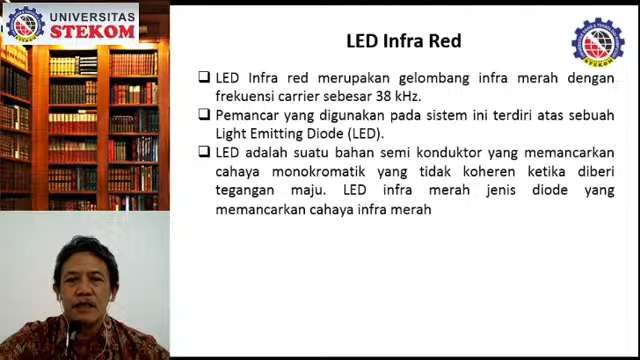 UNIVERSITAS
STEKOM
LED Infra Red
LED Infra red merupakan gelombang infra merah dengan
frekuensi carrier sebesar 38 kHz.
Pemancar yang digunakan pada sistem ini terdiri atas sebuah
Light Emitting Diode (LED).
LED adalah suatu bahan semi konduktor yang memancarkan
cahaya monokromatik yang tidak koheren ketika diberi
tegangan maju. LED infra merah jenis diode yang
memancarkan cahaya infra merah